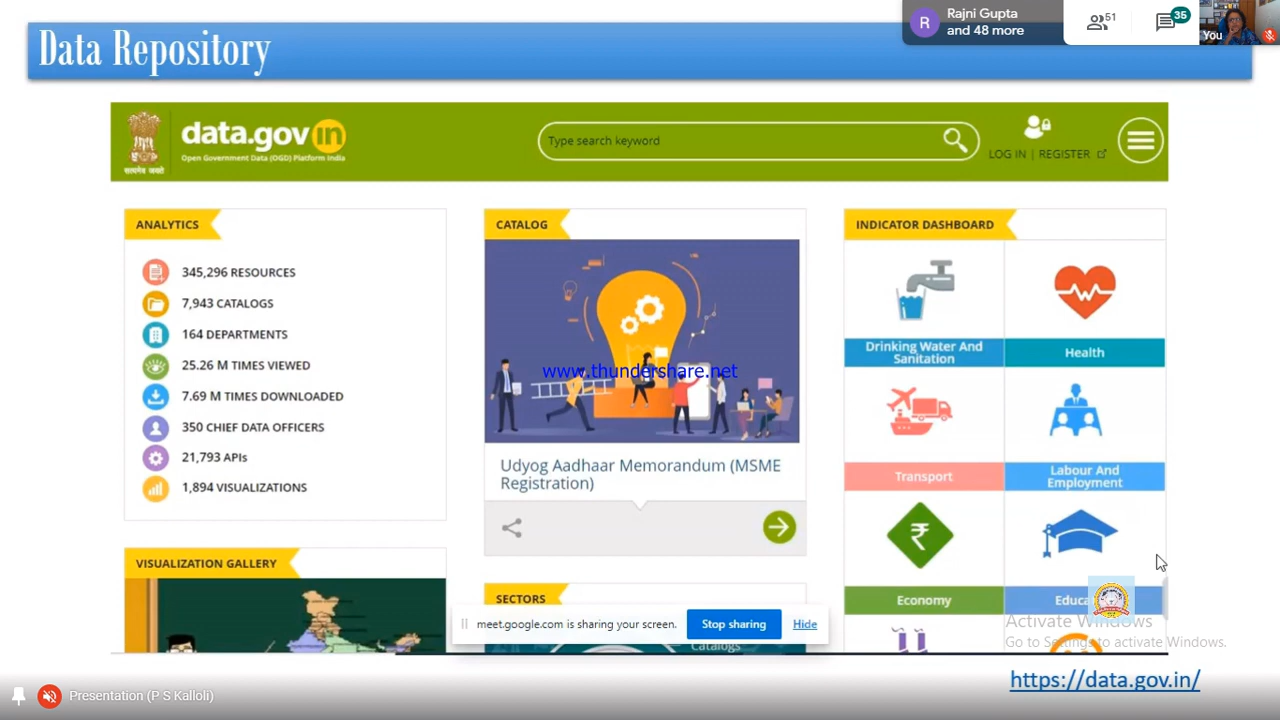 Data Repository
R
Rajni Gupta
and 48 more
51
35
You
सत्यमेव जयते
data.gov in
Open Government Data (OGD) Platform India
Type search keyword
LOG IN | REGISTER
ANALYTICS
345,296 RESOURCES
7,943 CATALOGS
164 DEPARTMENTS
25.26 M TIMES VIEWED
7.69 M TIMES DOWNLOADED
350 CHIEF DATA OFFICERS
21,793 APIs
1,894 VISUALIZATIONS
VISUALIZATION GALLERY
CATALOG
www.thundershare.net
Udyog Aadhaar Memorandum (MSME
Registration)
SECTORS
Catalogs
INDICATOR DASHBOARD
Drinking Water And
Sanitation
Health
Transport
Labour And
Employment
₹
Economy
meet.google.com is sharing your screen.
Stop sharing
Hide
Activate Windows
Go to Settings to activate Windows.
https://data.gov.in/
Presentation (P S Kalloli)